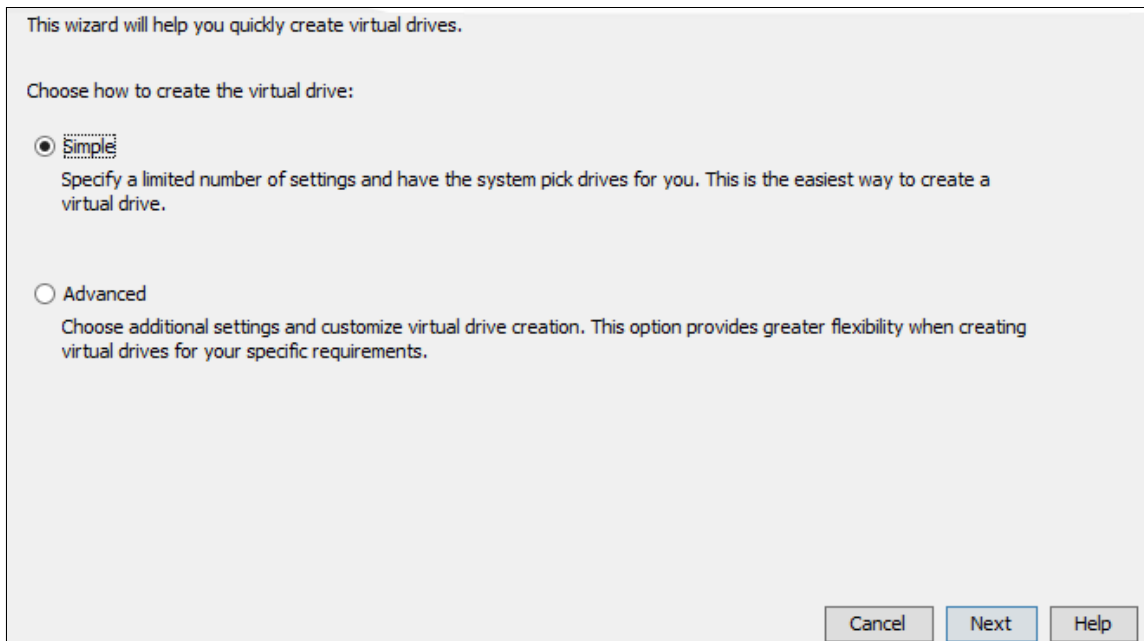 This wizard will help you quickly create virtual drives.
Choose how to create the virtual drive:
Simple
Specify a limited number of settings and have the system pick drives for you. This is the easiest way to create a
virtual drive.
Advanced
Choose additional settings and customize virtual drive creation. This option provides greater flexibility when creating
virtual drives for your specific requirements.
Cancel Next Help